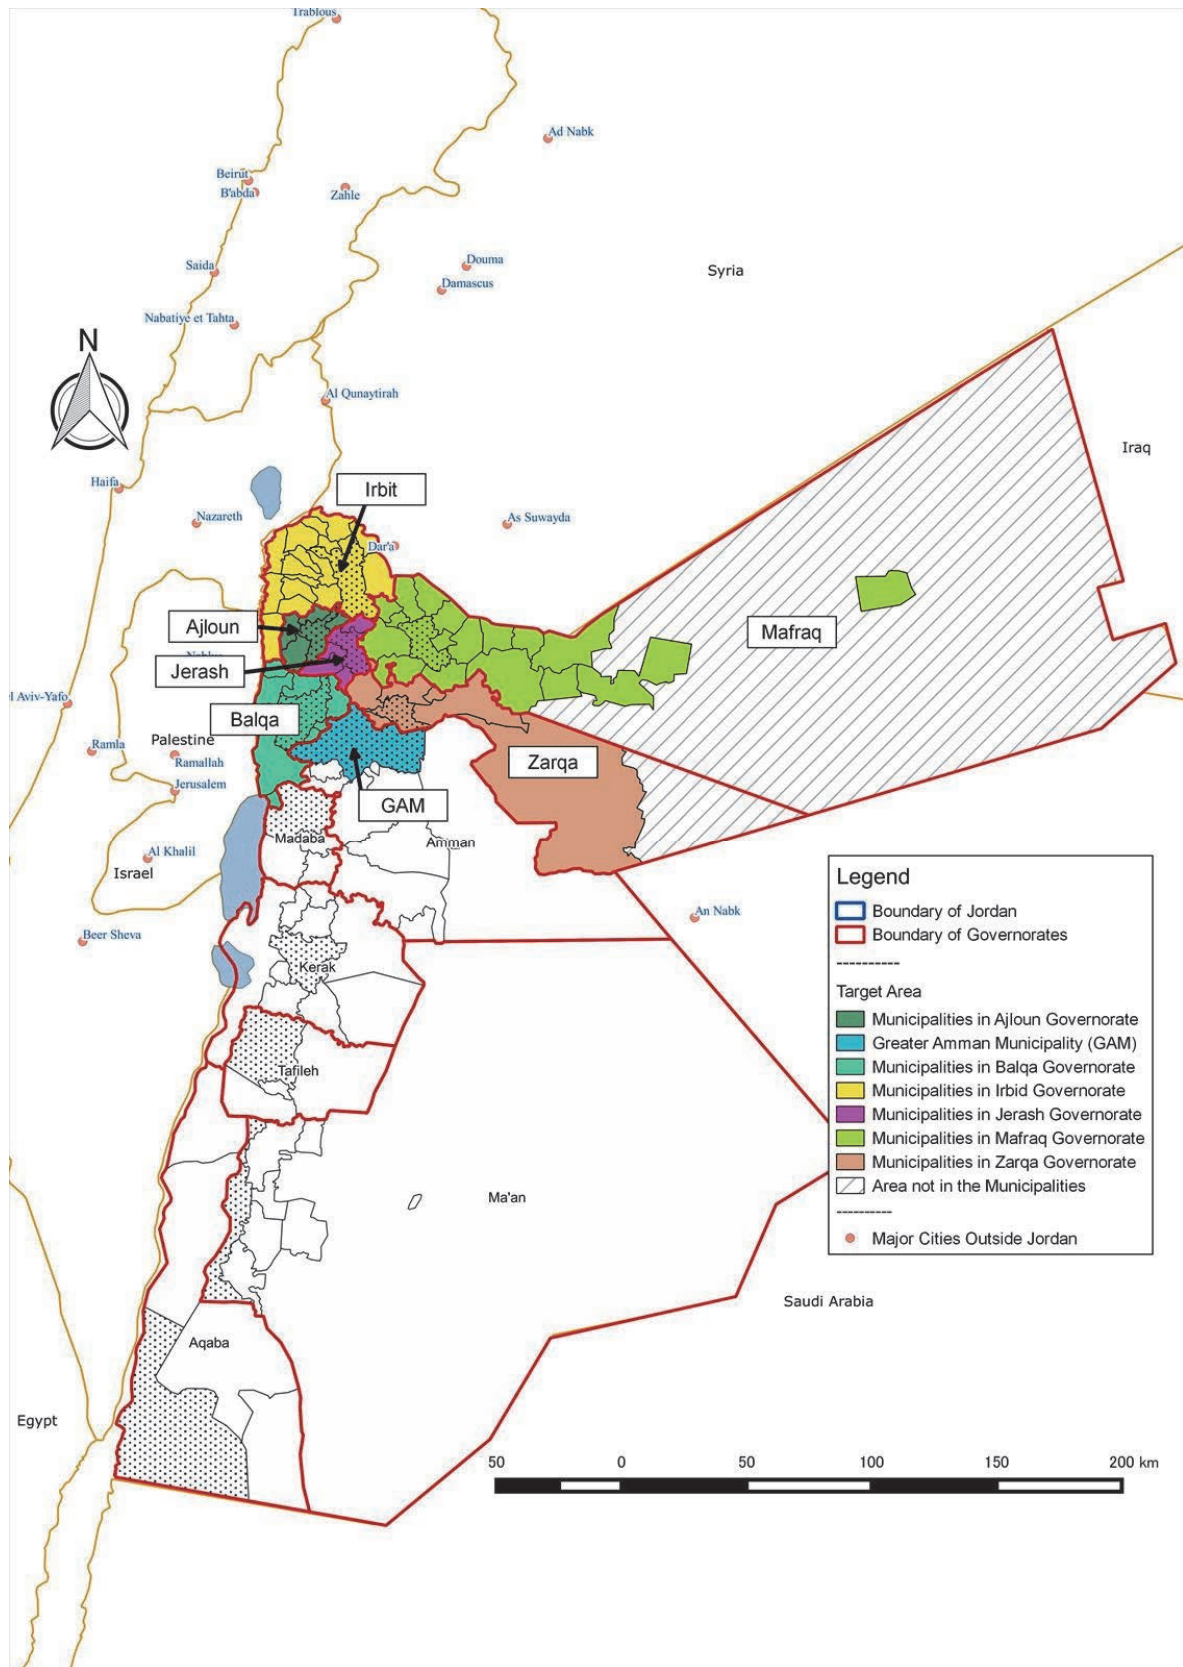 Trablous
Ad Nabk
Beirut
B'abda
Zahle
Saida
Douma
Damascus
Syria
Nabatiye et Tahta
N
Al Qunaytirah
Iraq
Haifa
Irbit
Nazareth
As Suwayda
Dar'a
Ajloun
Mafraq
Jerash
el Aviv-Yafo
Balqa
Palestine
Ramla
Ramallah
Zarqa
Jerusalem
GAM
Madaba
Amman
Al Khalil
Israel
An Nabk
Beer Sheva
Kerak
Tafileh
Ma'an
Saudi Arabia
Aqaba
Egypt
Legend
Boundary of Jordan
Boundary of Governorates
----------
Target Area
Municipalities in Ajloun Governorate
Greater Amman Municipality (GAM)
Municipalities in Balqa Governorate
Municipalities in Irbid Governorate
Municipalities in Jerash Governorate
Municipalities in Mafraq Governorate
Municipalities in Zarqa Governorate
Area not in the Municipalities
----------
Major Cities Outside Jordan
50 0 50 100 150 200 km